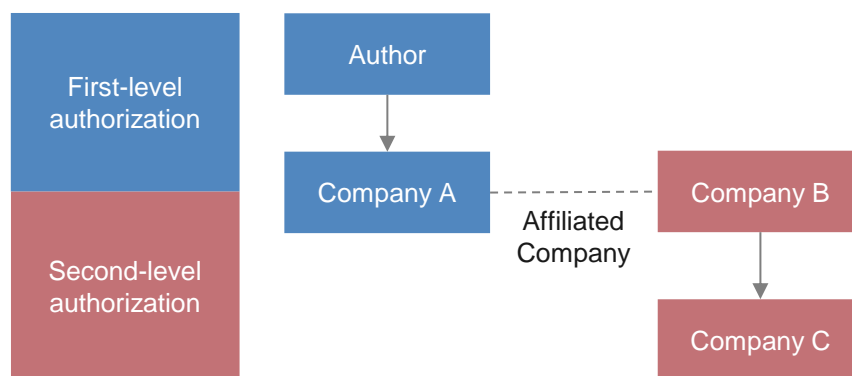 First-level
authorization
Author
Company A
Affiliated
Company
Company B
Second-level
authorization
Company C